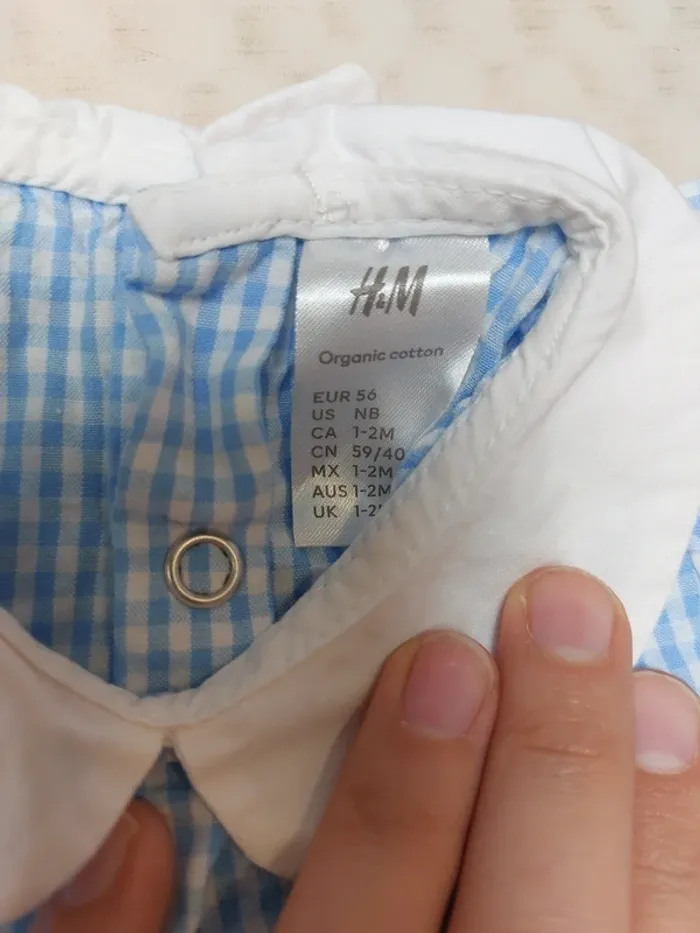 H&M
Organic cotton
EUR 56
US NB
CA 1-2M
CN 59/40
MX 1-2M
AUS 1-2M
UK 1-2